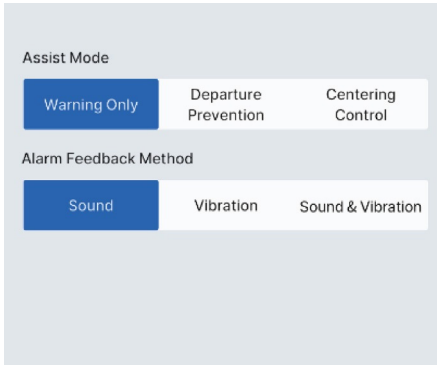 Assist Mode
Warning Only
Departure
Prevention
Centering
Control
Alarm Feedback Method
Sound
Vibration
Sound & Vibration